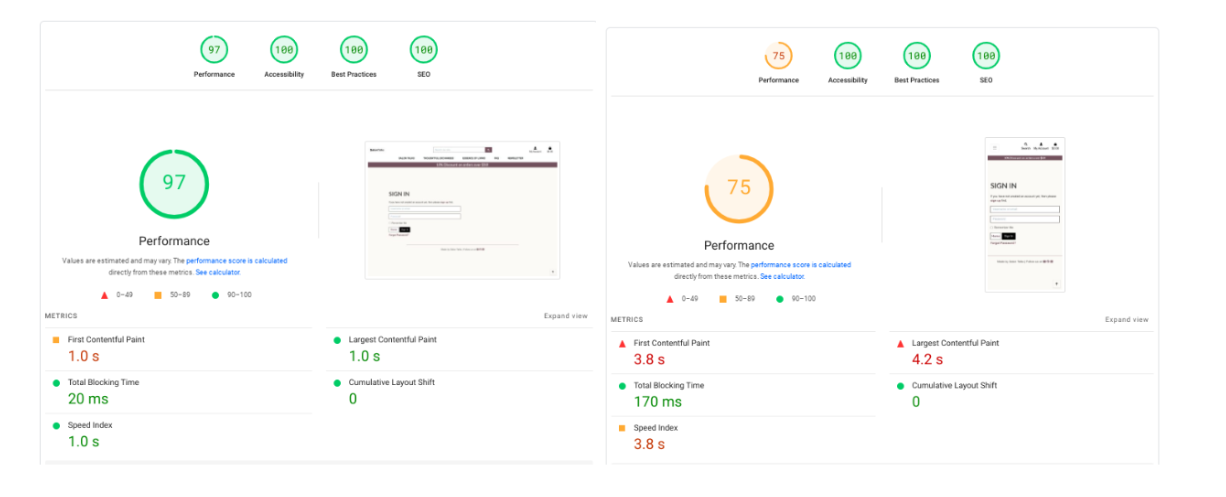 97
100
100
100
Performance
Accessibility
Best Practices
SEO
97
Performance
Values are estimated and may vary. The performance score is calculated
directly from these metrics. See calculator.
0–49
50–89
90–100
SIGN IN
METRICS
Expand view
First Contentful Paint
1.0 s
Largest Contentful Paint
1.0 s
Total Blocking Time
20 ms
Cumulative Layout Shift
0
Speed Index
1.0 s
75
100
100
100
Performance
Accessibility
Best Practices
SEO
75
Performance
Values are estimated and may vary. The performance score is calculated
directly from these metrics. See calculator.
0–49
50–89
90–100
SIGN IN
METRICS
Expand view
First Contentful Paint
3.8 s
Largest Contentful Paint
4.2 s
Total Blocking Time
170 ms
Cumulative Layout Shift
0
Speed Index
3.8 s